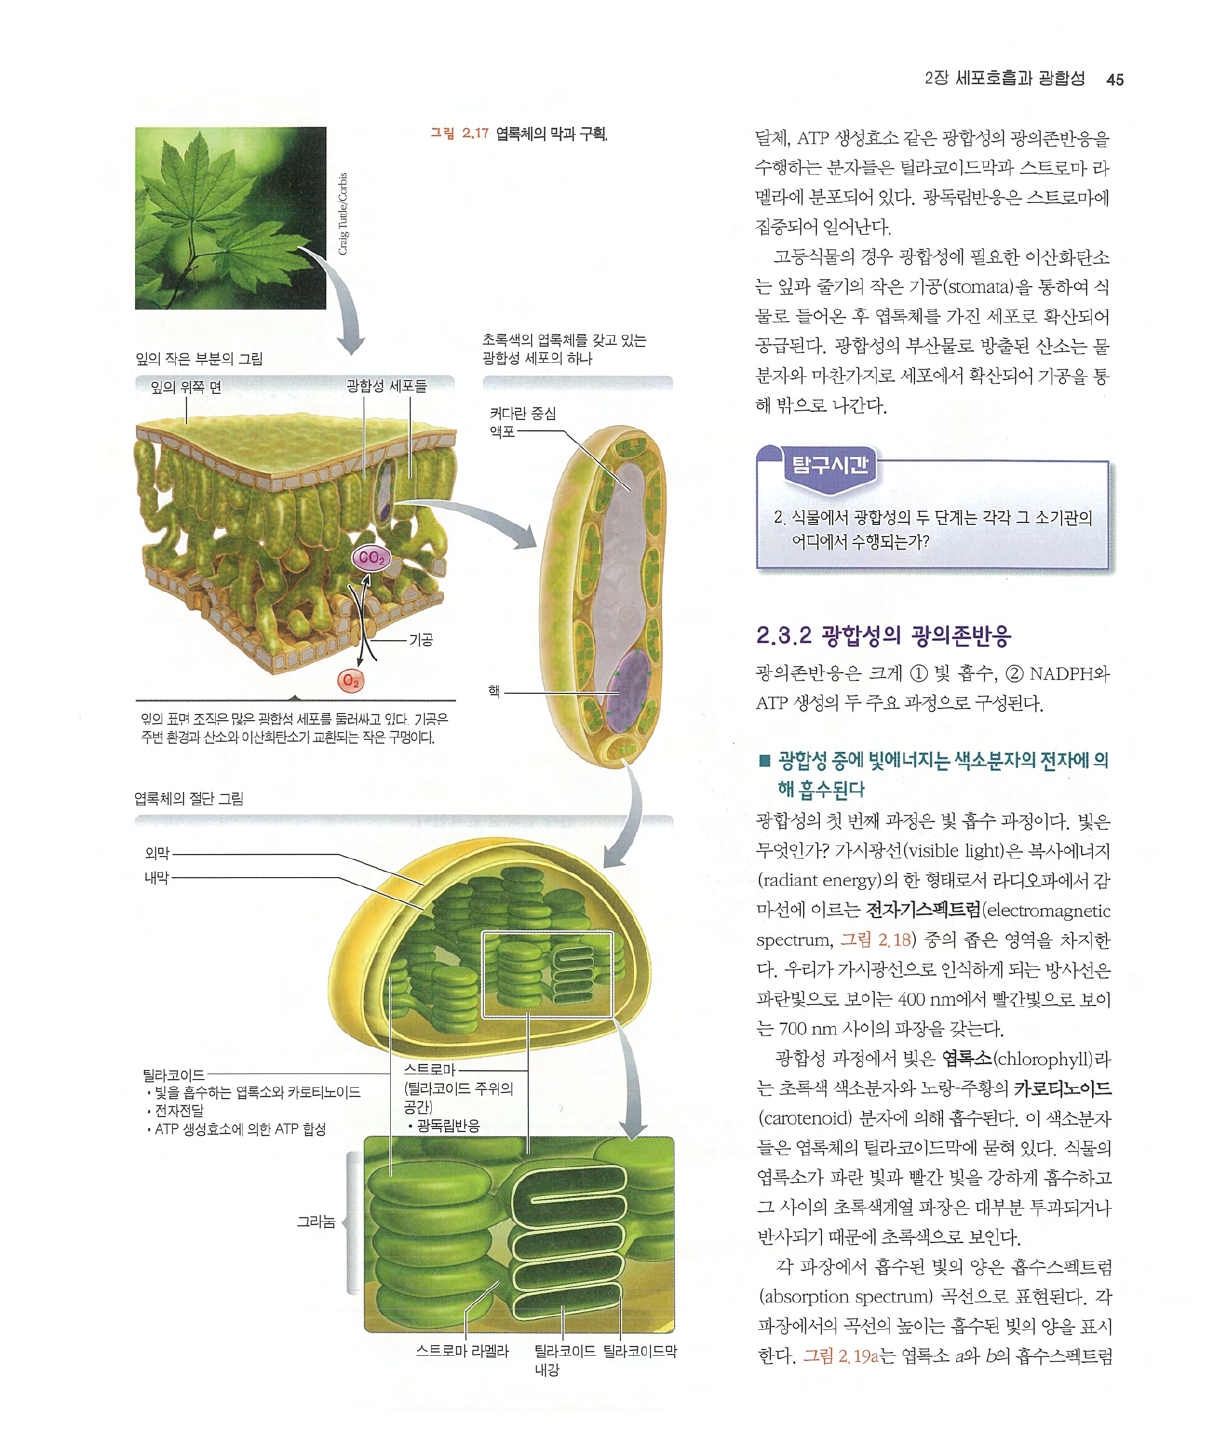 2장 세포호흡과 광합성 45
그림 2.17 엽록체의 막과 구획.
Craig Tuttle/Corbis
잎의 작은 부분의 그림
잎의 위쪽 면
광합성 세포들
초록색의 엽록체를 갖고 있는
광합성 세포의 하나
커다란 중심
액포
CO₂
기공
O₂
핵
잎의 표면 조직은 많은 광합성 세포를 둘러싸고 있다. 기공은
주변 환경과 산소와 이산화탄소가 교환되는 작은 구멍이다.
엽록체의 절단 그림
외막
내막
틸라코이드
• 빛을 흡수하는 엽록소와 카로티노이드
• 전자전달
• ATP 생성효소에 의한 ATP 합성
스트로마
(틸라코이드 주위의
공간)
• 광독립반응
그라눔
스트로마 라멜라
틸라코이드
내강
틸라코이드막
달체, ATP 생성효소 같은 광합성의 광의존반응을
수행하는 분자들은 틸라코이드막과 스트로마 라
멜라에 분포되어 있다. 광독립반응은 스트로마에
집중되어 일어난다.
고등식물의 경우 광합성에 필요한 이산화탄소
는 잎과 줄기의 작은 기공(stomata)을 통하여 식
물로 들어온 후 엽록체를 가진 세포로 확산되어
공급된다. 광합성의 부산물로 방출된 산소는 물
분자와 마찬가지로 세포에서 확산되어 기공을 통
해 밖으로 나간다.
탐구시간
2. 식물에서 광합성의 두 단계는 각각 그 소기관의
어디에서 수행되는가?
2.3.2 광합성의 광의존반응
광의존반응은 크게 ① 빛 흡수, ② NADPH와
ATP 생성의 두 주요 과정으로 구성된다.
■ 광합성 중에 빛에너지는 색소분자의 전자에 의
해 흡수된다
광합성의 첫 번째 과정은 빛 흡수 과정이다. 빛은
무엇인가? 가시광선(visible light)은 복사에너지
(radiant energy)의 한 형태로서 라디오파에서 감
마선에 이르는 전자기스펙트럼(electromagnetic
spectrum, 그림 2.18) 중의 좁은 영역을 차지한
다. 우리가 가시광선으로 인식하게 되는 방사선은
파란빛으로 보이는 400 nm에서 빨간빛으로 보이
는 700 nm 사이의 파장을 갖는다.
광합성 과정에서 빛은 엽록소(chlorophyll)라
는 초록색 색소분자와 노랑-주황의 카로티노이드
(carotenoid) 분자에 의해 흡수된다. 이 색소분자
들은 엽록체의 틸라코이드막에 묻혀 있다. 식물의
엽록소가 파란 빛과 빨간 빛을 강하게 흡수하고
그 사이의 초록색계열 파장은 대부분 투과되거나
반사되기 때문에 초록색으로 보인다.
각 파장에서 흡수된 빛의 양은 흡수스펙트럼
(absorption spectrum) 곡선으로 표현된다. 각
파장에서의 곡선의 높이는 흡수된 빛의 양을 표시
한다. 그림 2.19a는 엽록소 a와 b의 흡수스펙트럼